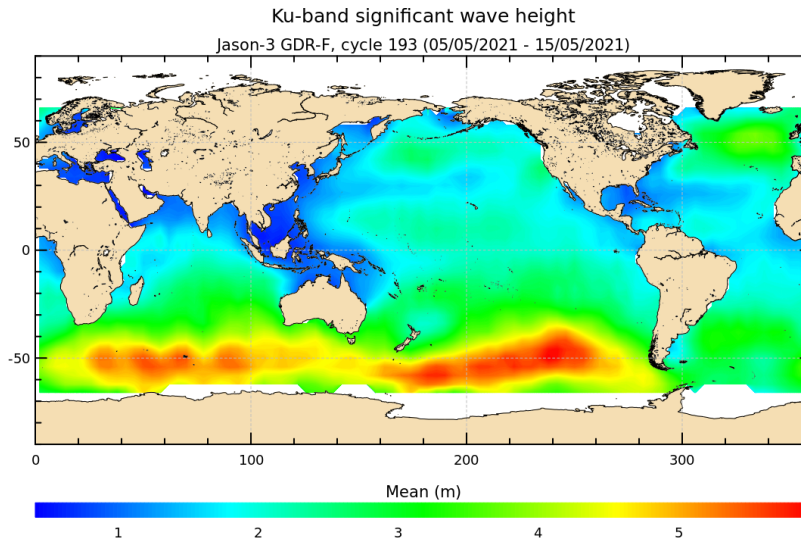 Ku-band significant wave height
Jason-3 GDR-F, cycle 193 (05/05/2021 - 15/05/2021)
50
0
-50
0 100 200 300
Mean (m)
1 2 3 4 5